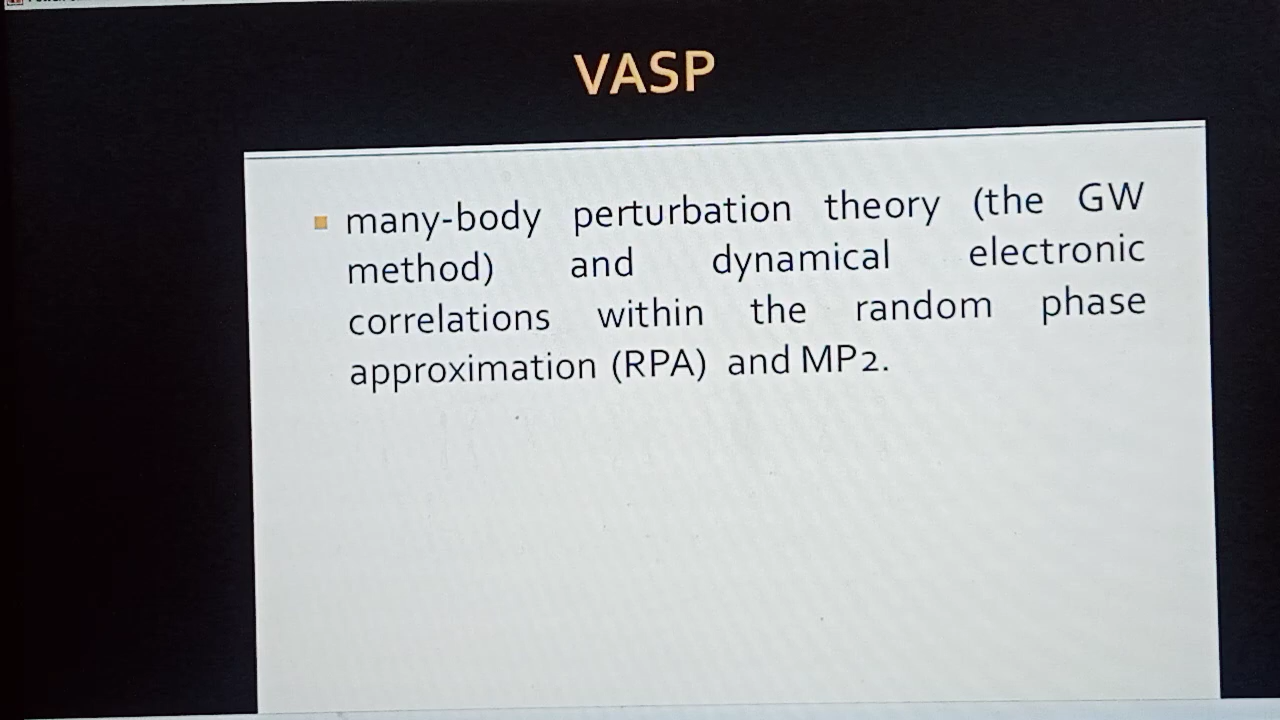 VASP
many-body perturbation theory (the GW
method) and dynamical electronic
correlations within the random phase
approximation (RPA) and MP2.